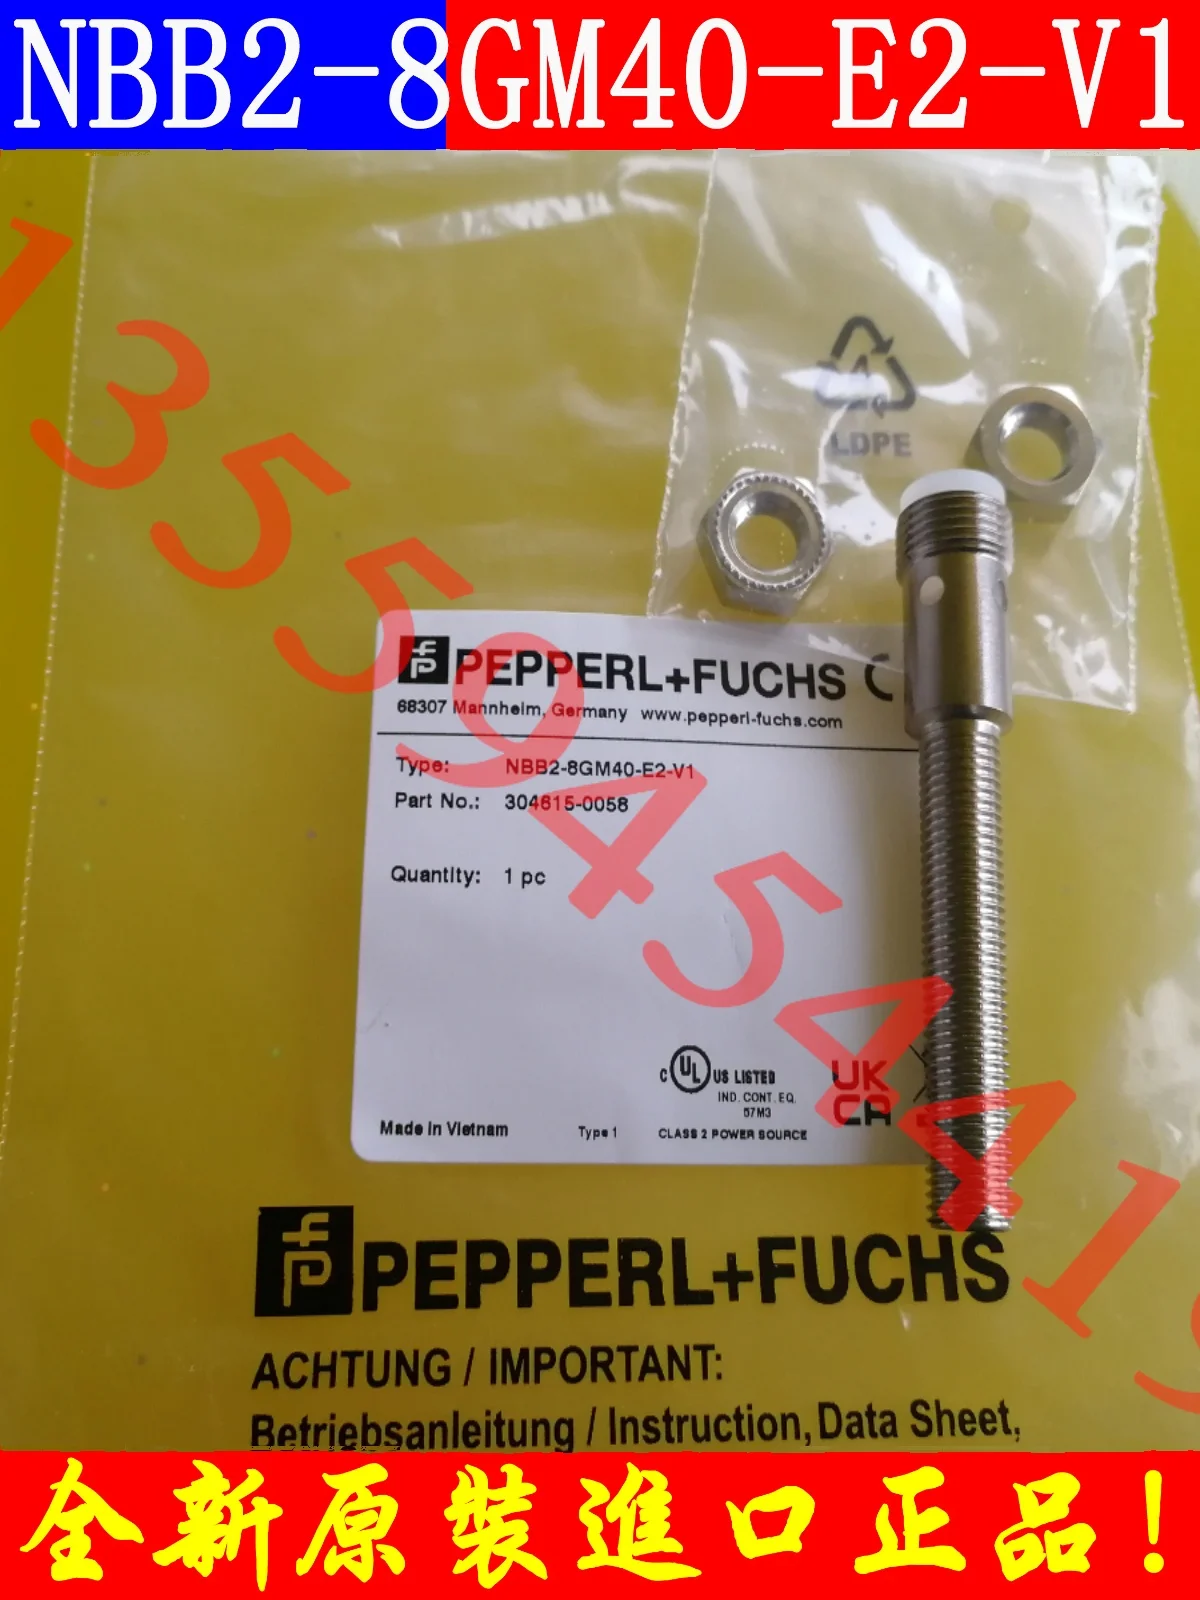 NBB2-8GM40-E2-V1
LDPE
PEPPERL+FUCHS
68307 Mannheim, Germany www.pepperl-fuchs.com
Type: NBB2-8GM40-E2-V1
Part No.: 304615-0058
Quantity: 1 pc
C UL US LISTED
IND. CONT. EQ.
57M3
UK
CA
Made in Vietnam Type 1 CLASS 2 POWER SOURCE
PEPPERL+FUCHS
ACHTUNG / IMPORTANT:
Betriebsanleitung / Instruction, Data Sheet,
1355945441
全新原裝進口正品!